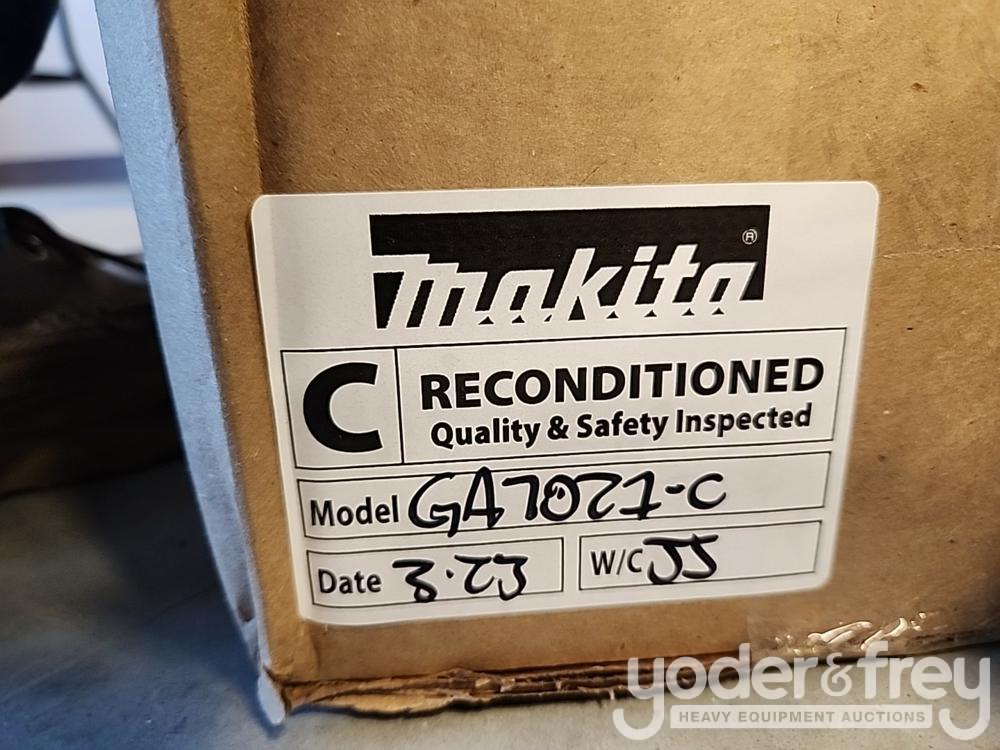 makita®
C RECONDITIONED
Quality & Safety Inspected
Model GA7021-C
Date 3.23 W/C JJ
yoder&frey
HEAVY EQUIPMENT AUCTIONS